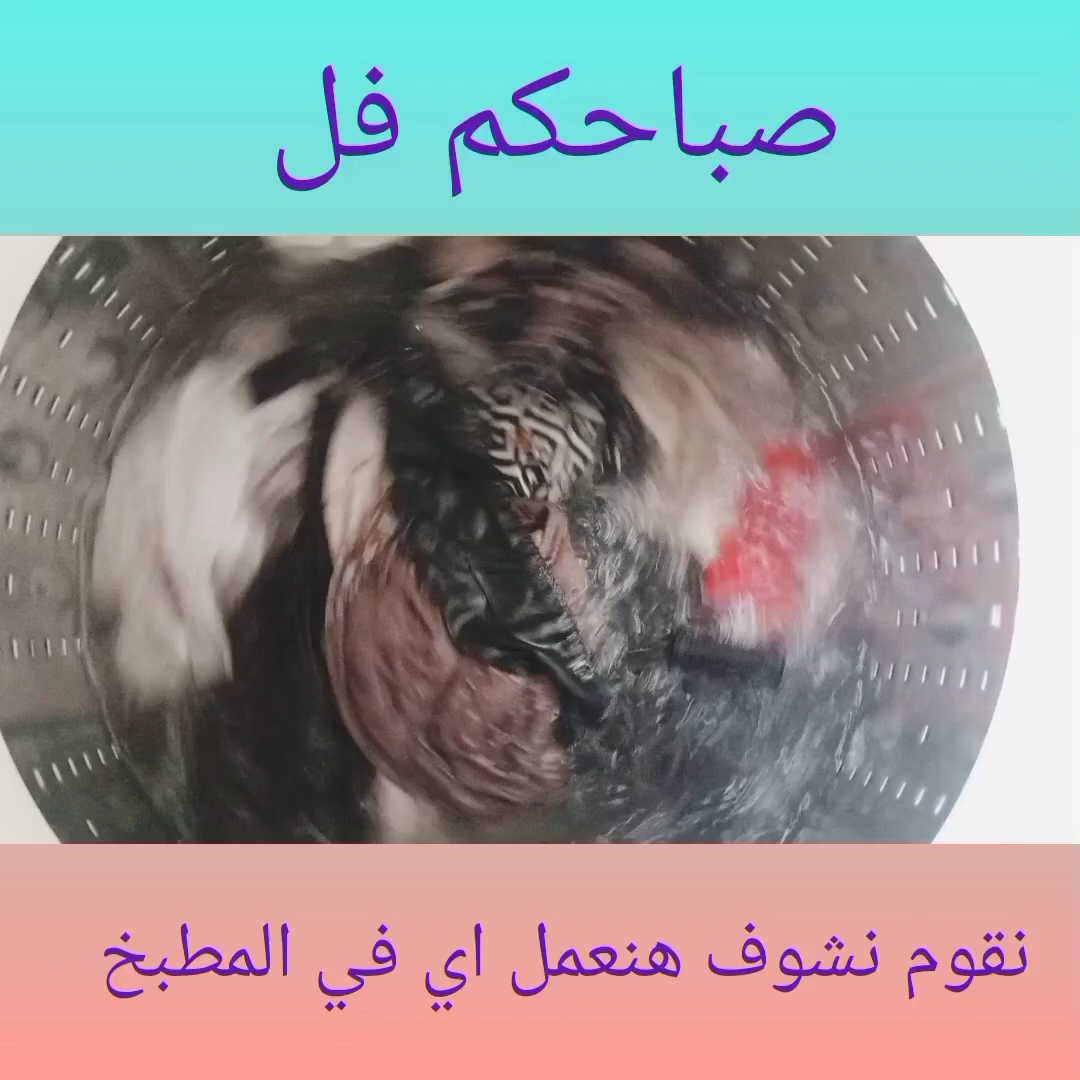 صباحكم فل
نقوم نشوف هنعمل اي في المطبخ